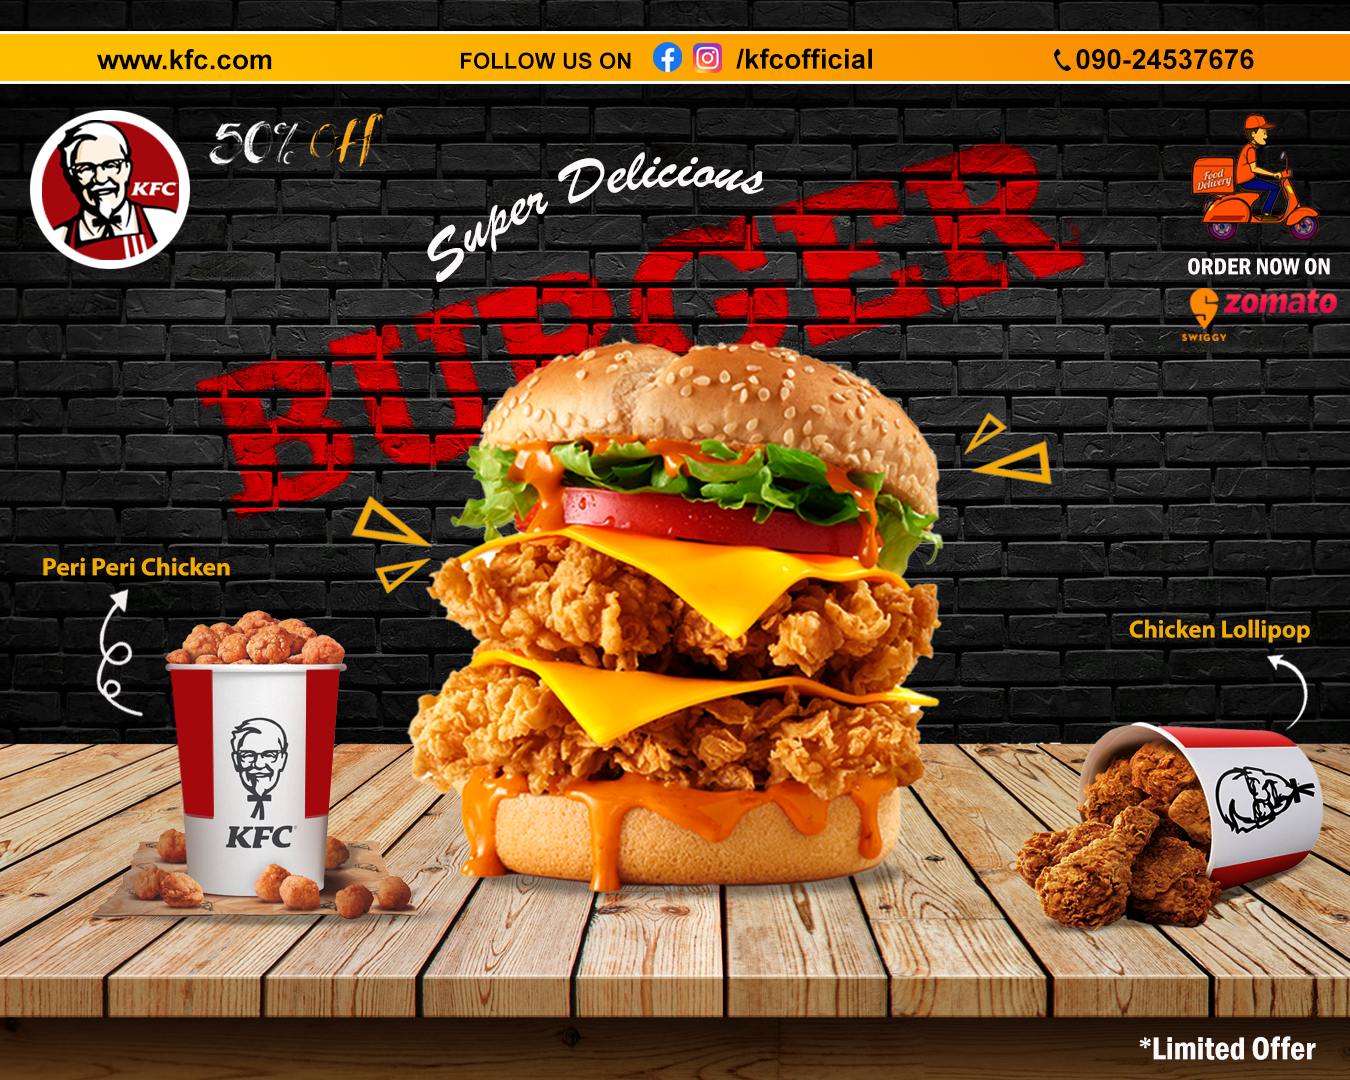 www.kfc.com
FOLLOW US ON
/kfcofficial
090-24537676
KFC
50% Off
Super Delicious
BURGER
Food
Delivery
ORDER NOW ON
SWIGGY
zomato
Peri Peri Chicken
Chicken Lollipop
KFC
*Limited Offer